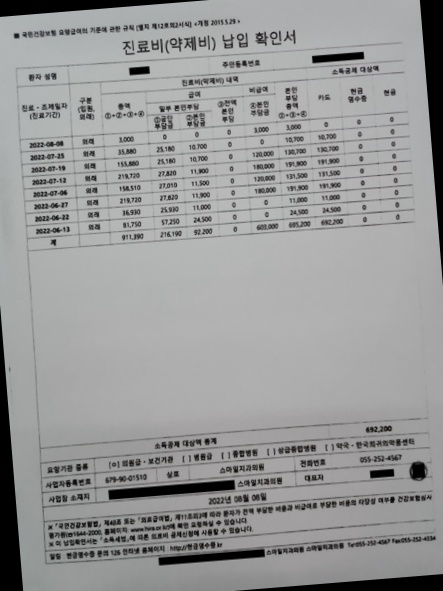 ■ 국민건강보험 요양급여의 기준에 관한 규칙 [별지 제12호의2서식] <개정 2015.5.29>
진료비(약제비) 납입 확인서
환자 성명 주민등록번호
진료비(약제비) 내역 소득공제 대상액
진료·조제일자 (진료기간) 구분 (입원, 외래) 총액 ①+②+③+④ 급여 비급여 본인부담총액 ②+③+④ 카드 현금영수증 현금
일부 본인부담 ③전액본인부담 ④본인부담금
①공단부담금 ②본인부담금
2022-08-08 외래 3,000 0 0 0 3,000 3,000 0 0 0
2022-07-25 외래 35,880 25,180 10,700 0 0 10,700 10,700 0 0
2022-07-19 외래 155,880 25,180 10,700 0 120,000 130,700 130,700 0 0
2022-07-12 외래 219,720 27,820 11,900 0 180,000 191,900 191,900 0 0
2022-07-06 외래 158,510 27,010 11,500 0 120,000 131,500 131,500 0 0
2022-06-27 외래 219,720 27,820 11,900 0 180,000 191,900 191,900 0 0
2022-06-22 외래 36,930 25,930 11,000 0 0 11,000 11,000 0 0
2022-06-13 외래 81,750 57,250 24,500 0 0 24,500 24,500 0 0
계 911,390 216,190 92,200 0 603,000 695,200 692,200 0 0
소득공제 대상액 총계 692,200
요양기관 종류 [o] 의원급·보건기관 [ ] 병원급 [ ] 종합병원 [ ] 상급종합병원 [ ] 약국·한국희귀의약품센터
사업자등록번호 679-90-01510 상호 스마일치과의원 전화번호 055-252-4567
사업장 소재지 스마일치과의원 대표자
2022년 08월 08일
※「국민건강보험법」제48조 또는「의료급여법」제11조의3에 따라 환자가 전액 부담한 비용과 비급여로 부담한 비용의 타당성 여부를 건강보험심사
평가원(☎1644-2000, 홈페이지: www.hira.or.kr)에 확인 요청하실 수 있습니다.
※ 이 납입확인서는「소득세법」에 따른 의료비 공제신청에 사용할 수 있습니다.
알림: 현금영수증 문의 126 인터넷 홈페이지: http://현금영수증.kr
스마일치과의원 스마일치과의원 Tel:055-252-4567 Fax:055-252-4334